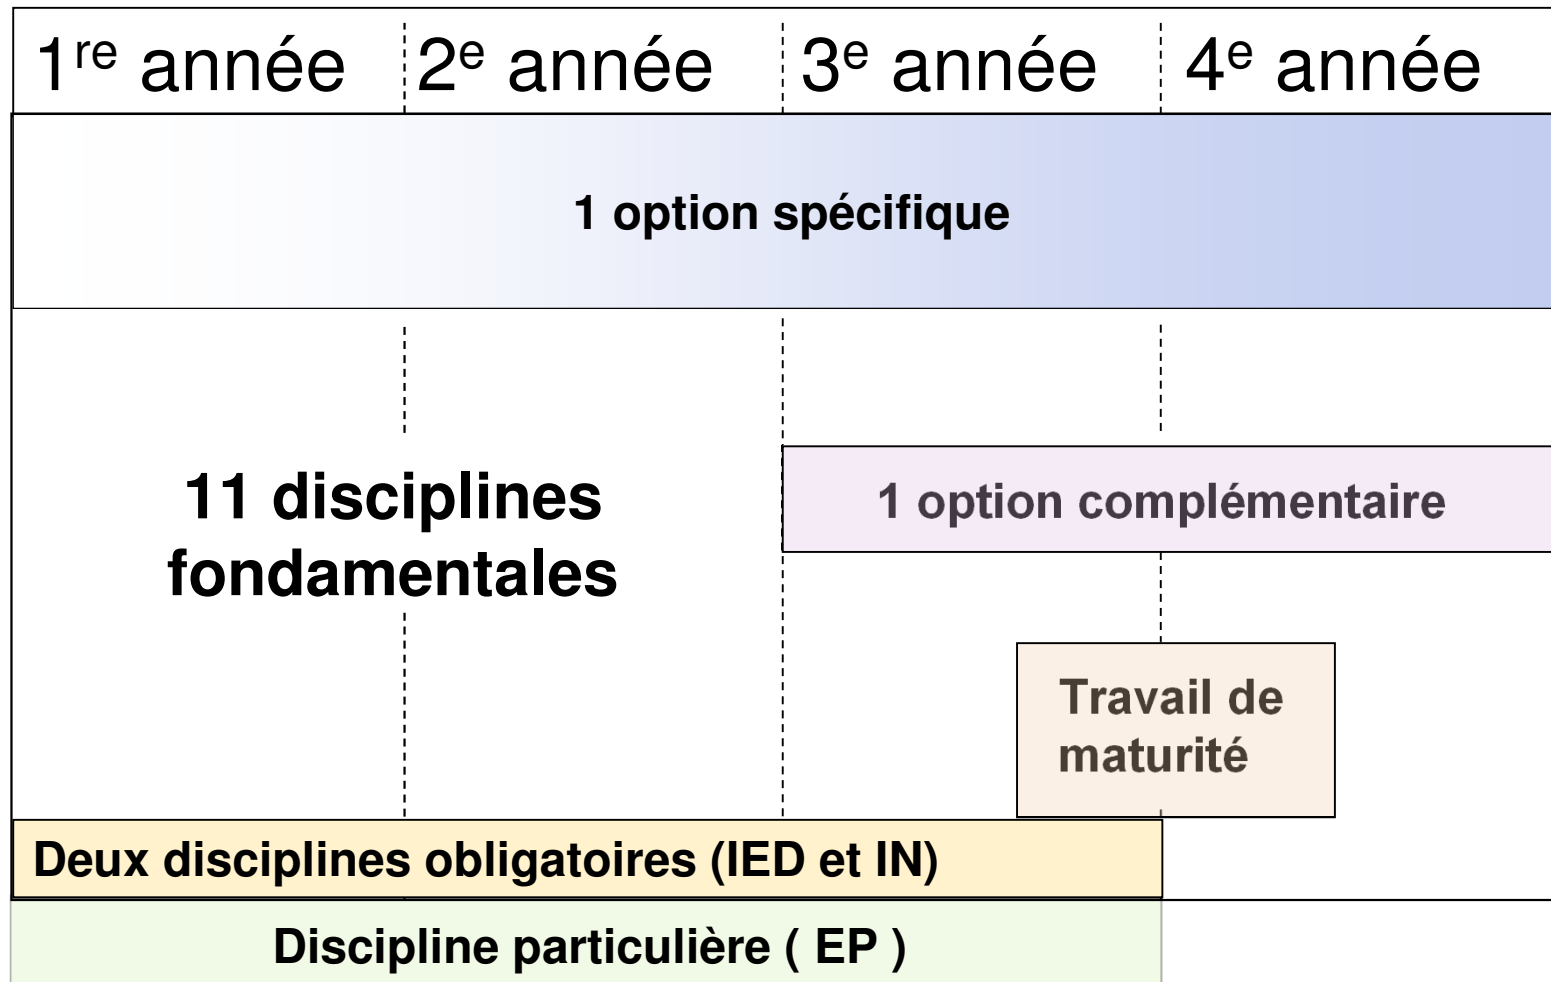 1re année 2e année 3e année 4e année
1 option spécifique
11 disciplines
fondamentales
1 option complémentaire
Travail de
maturité
Deux disciplines obligatoires (IED et IN)
Discipline particulière ( EP )